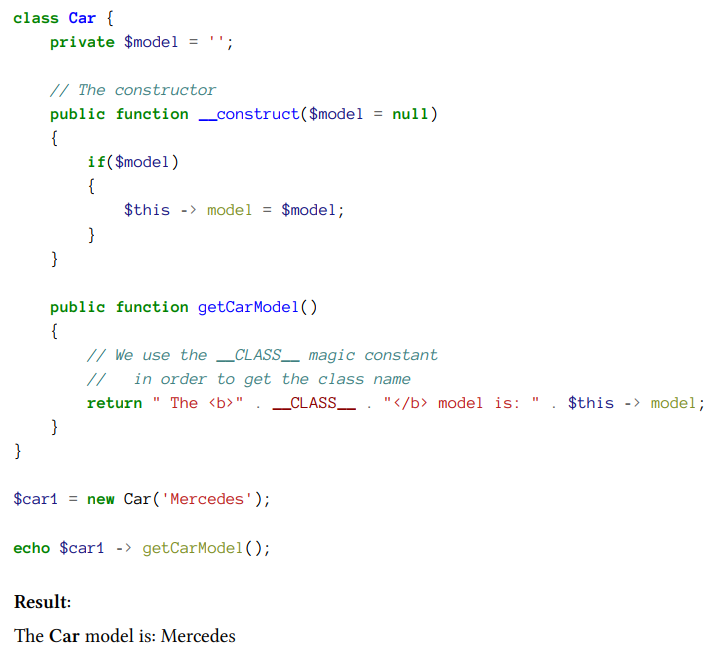 class Car {
    private $model = '';

    // The constructor
    public function __construct($model = null)
    {
        if($model)
        {
            $this -> model = $model;
        }
    }

    public function getCarModel()
    {
        // We use the __CLASS__ magic constant
        //   in order to get the class name
        return " The <b>" . __CLASS__ . "</b> model is: " . $this -> model;
    }
}

$car1 = new Car('Mercedes');

echo $car1 -> getCarModel();

Result:
The Car model is: Mercedes